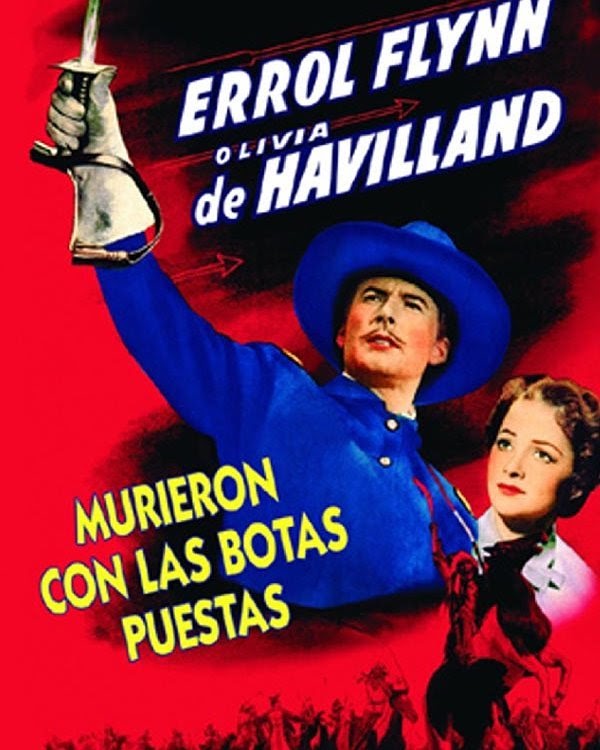 ERROL FLYNN
OLIVIA
de HAVILLAND
MURIERON
CON LAS BOTAS
PUESTAS